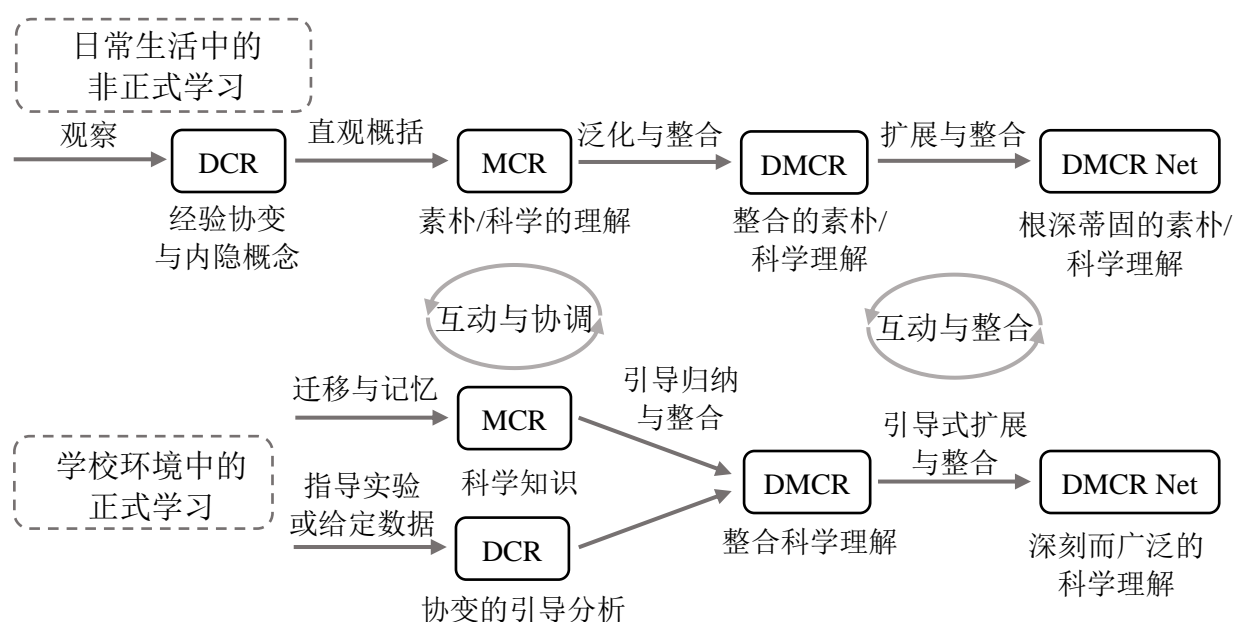 日常生活中的
非正式学习
观察
DCR
经验协变
与内隐概念
直观概括
MCR
素朴/科学的理解
泛化与整合
DMCR
整合的素朴/
科学理解
扩展与整合
DMCR Net
根深蒂固的素朴/
科学理解
互动与协调
互动与整合
学校环境中的
正式学习
迁移与记忆
MCR
科学知识
指导实验
或给定数据
DCR
协变的引导分析
引导归纳
与整合
DMCR
整合科学理解
引导式扩展
与整合
DMCR Net
深刻而广泛的
科学理解